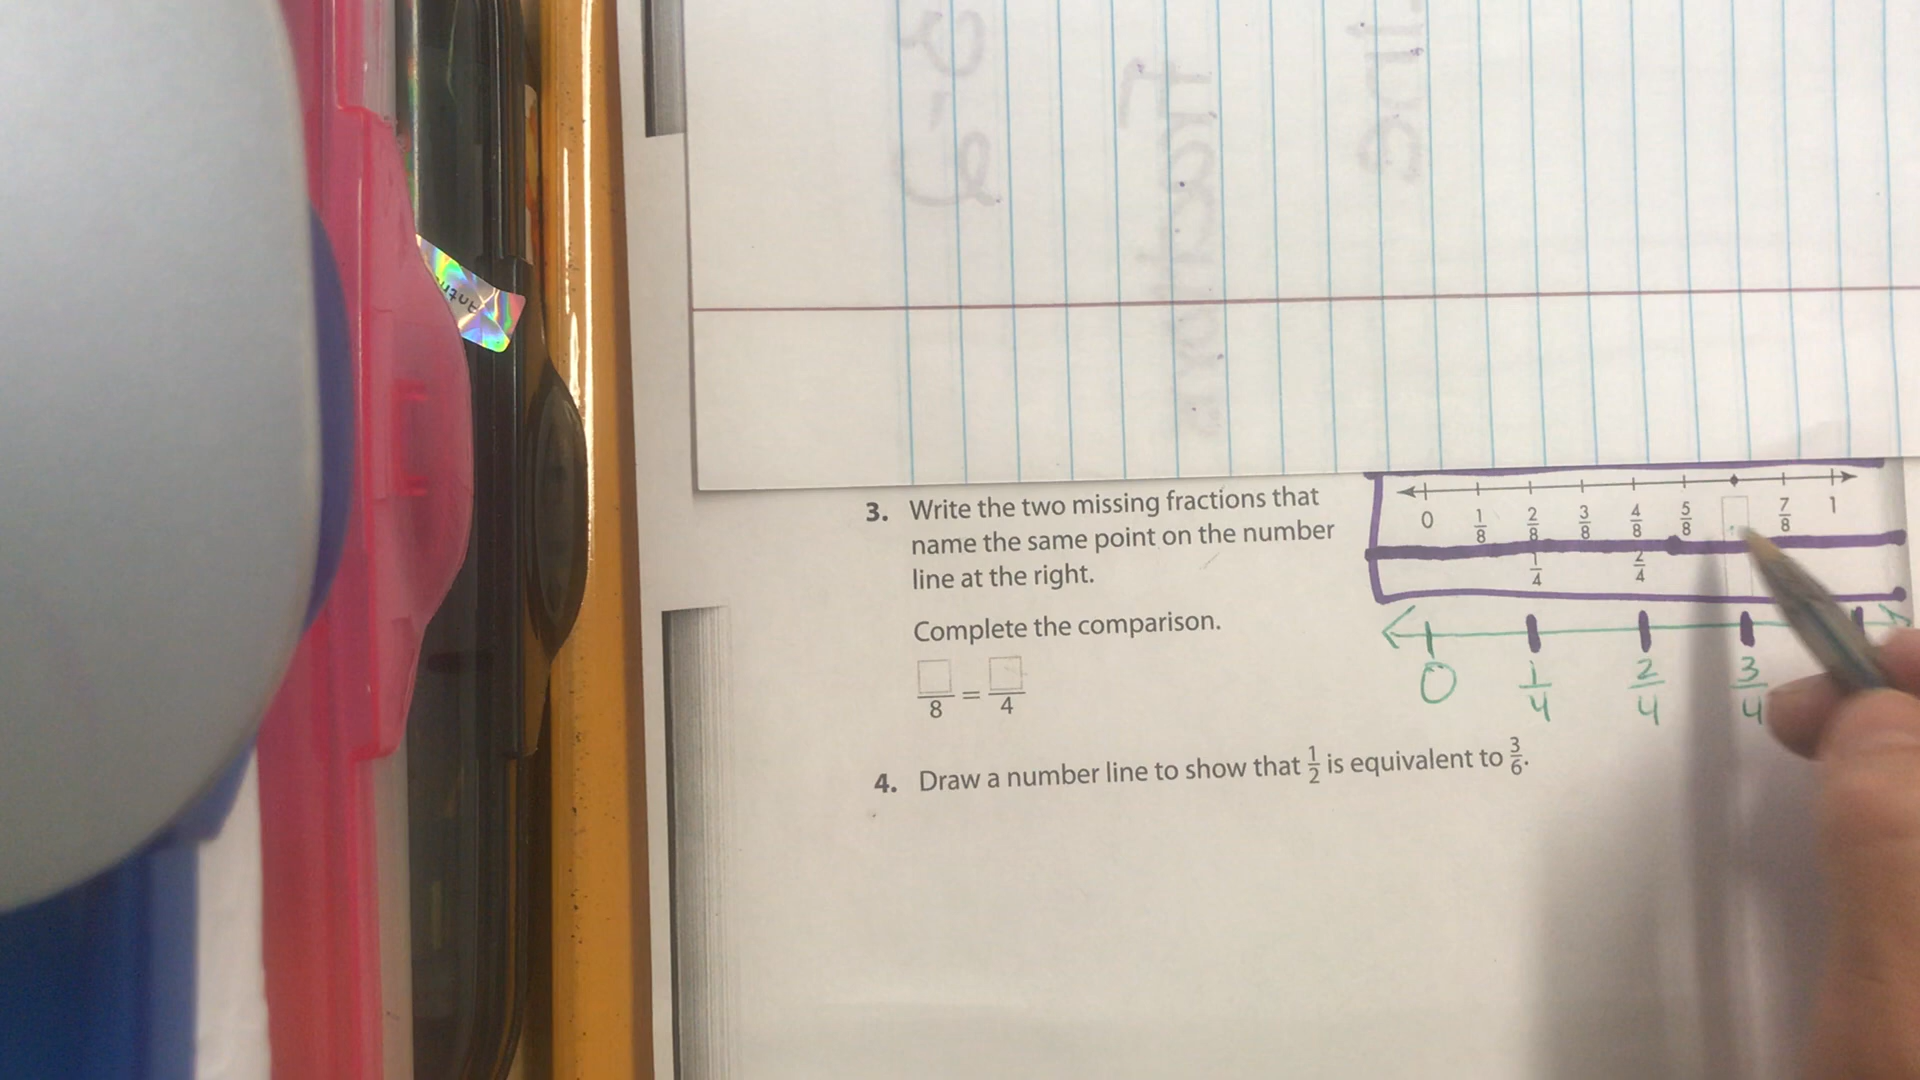 3. Write the two missing fractions that
name the same point on the number
line at the right.
Complete the comparison.
□/8 = □/4
0 1/8 2/8 3/8 4/8 5/8 □ 7/8 1
1/4 2/4
0 1/4 2/4 3/4
4. Draw a number line to show that 1/2 is equivalent to 3/6.